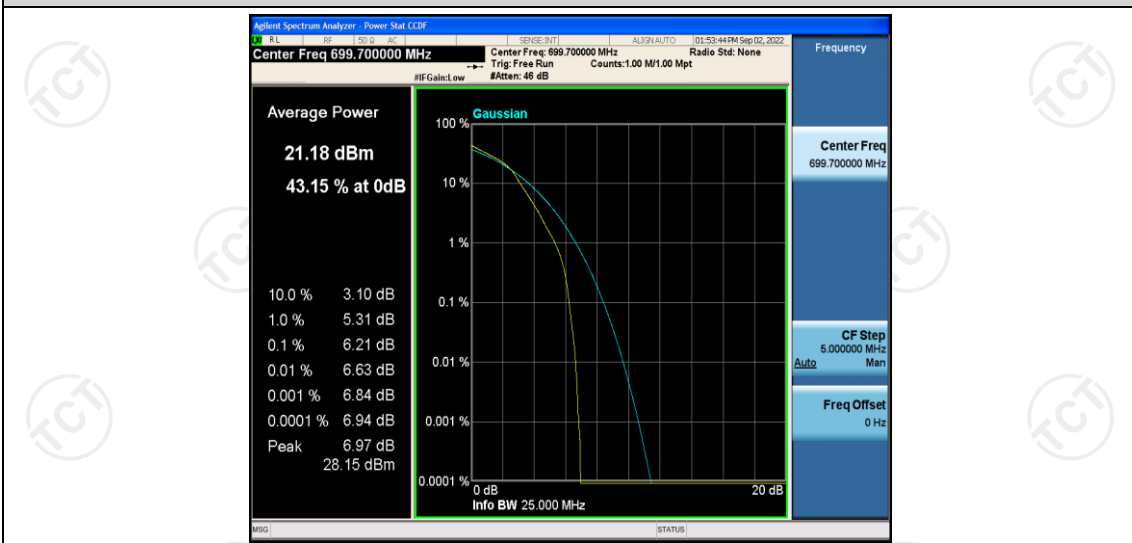 Agilent Spectrum Analyzer - Power Stat CCDF
RL RF 50 Ω AC SENSE:INT ALIGN AUTO 01:53:44 PM Sep 02, 2022
Center Freq 699.700000 MHz
Center Freq: 699.700000 MHz Radio Std: None
Trig: Free Run Counts:1.00 M/1.00 Mpt
#IFGain:Low #Atten: 46 dB
Frequency
Average Power
21.18 dBm
43.15 % at 0dB
10.0 % 3.10 dB
1.0 % 5.31 dB
0.1 % 6.21 dB
0.01 % 6.63 dB
0.001 % 6.84 dB
0.0001 % 6.94 dB
Peak 6.97 dB
28.15 dBm
Gaussian
100 %
10 %
1 %
0.1 %
0.01 %
0.001 %
0.0001 %
0 dB 20 dB
Info BW 25.000 MHz
Center Freq
699.700000 MHz
CF Step
5.000000 MHz
Auto Man
Freq Offset
0 Hz
MSG STATUS
TCT
TCT
TCT
TCT
TCT
TCT